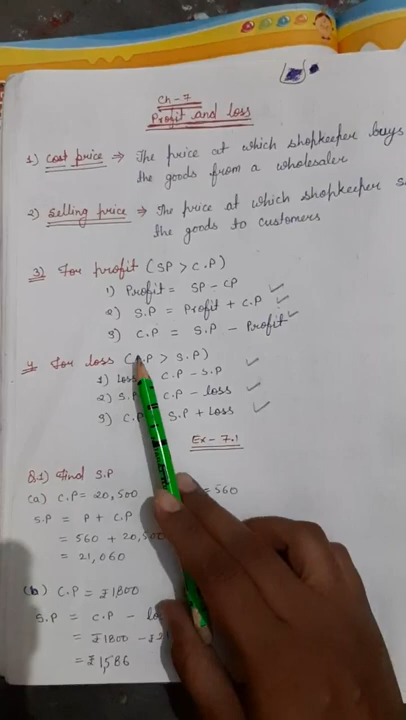 Ch-7
Profit and loss
1) Cost price ⇒ The price at which shopkeeper buys
the goods from a wholesaler
2) Selling price ⇒ The price at which shopkeeper
the goods to customers
3) For profit (SP > C.P)
1) Profit = SP - CP ✓
2) S.P = Profit + C.P ✓
3) C.P = S.P - Profit ✓
4. For loss (C.P > S.P)
1) Loss C.P - S.P ✓
2) S.P C.P - loss ✓
3) C.P S.P + Loss ✓
Ex-7.1
Q.1) Find S.P
(a) C.P = 20,500 = 560
S.P = P + C.P
= 560 + 20,500
= 21,060
(b) C.P = ₹1800
S.P = C.P -
= ₹1800 -
= ₹1,586